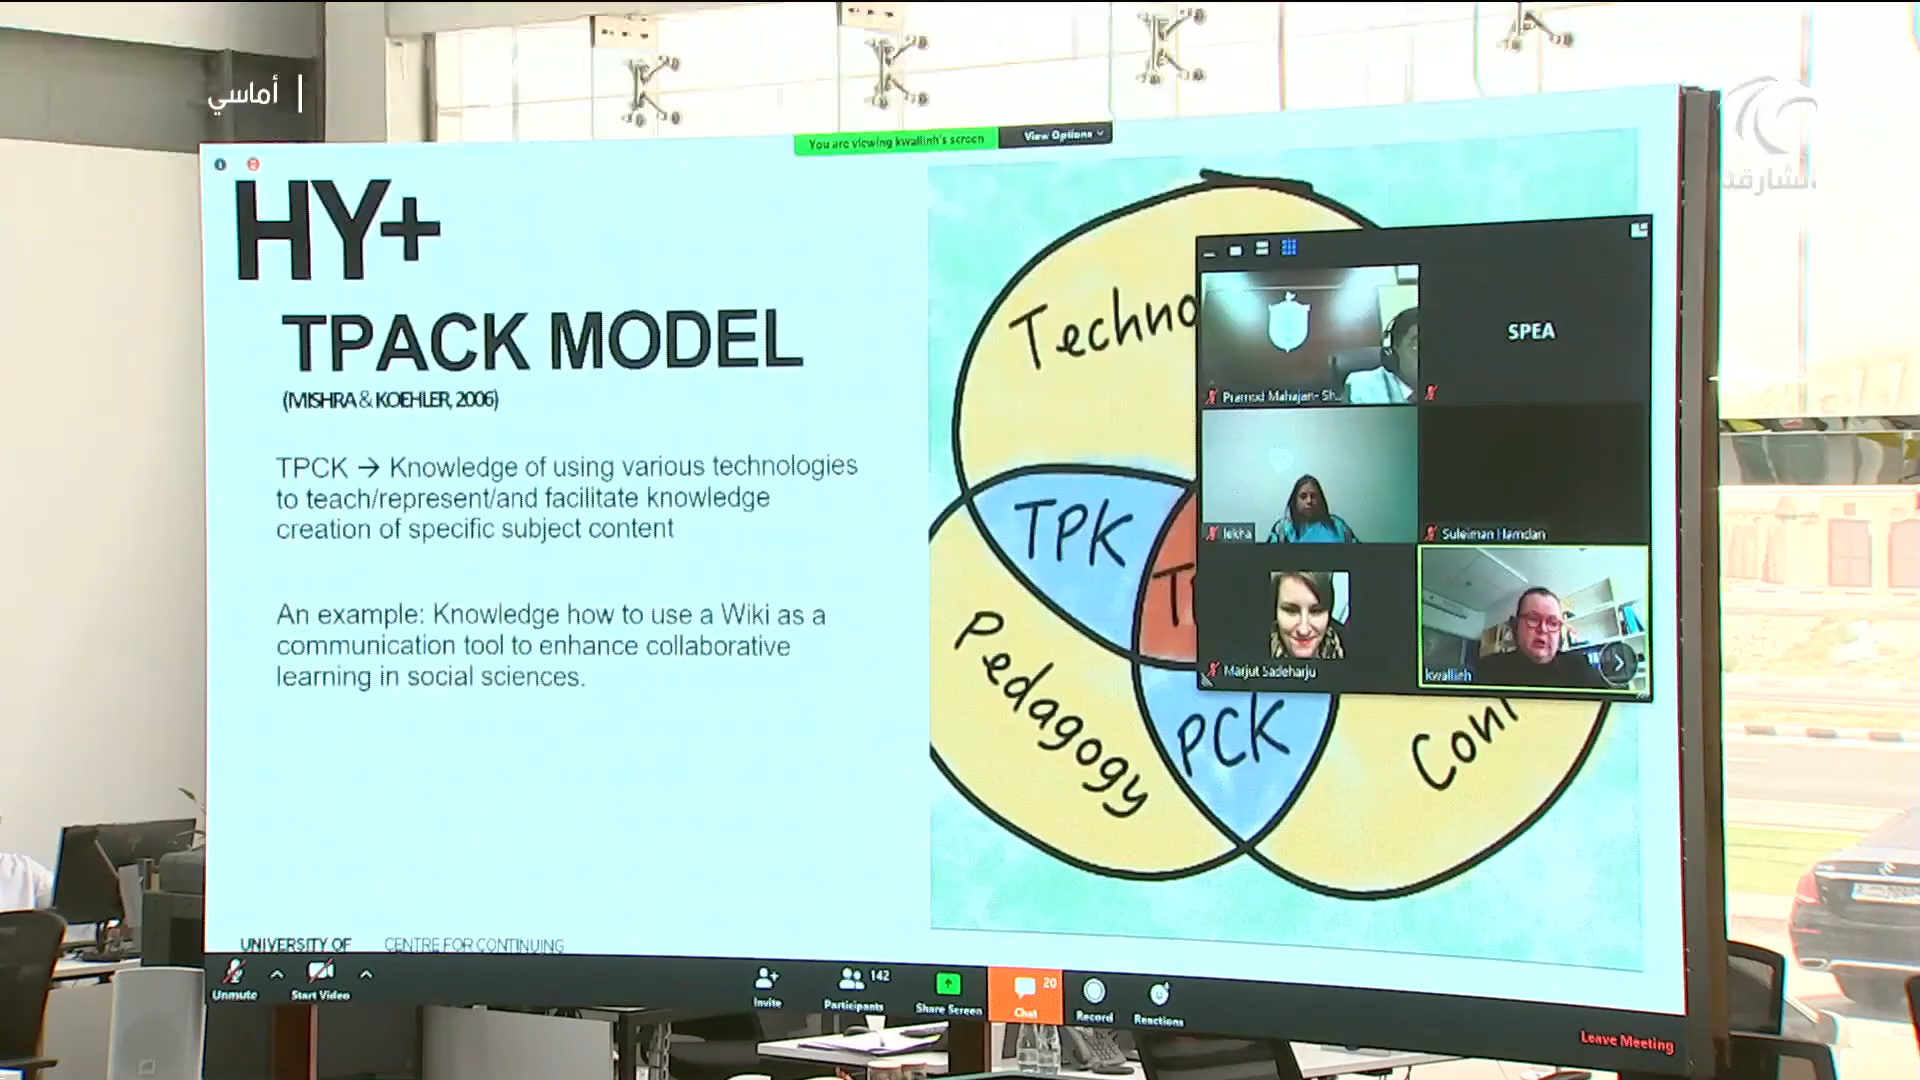 أماسي
الشارقة
You are viewing kwallinh's screen
View Options
HY+
TPACK MODEL
(MISHRA & KOEHLER, 2006)
TPCK → Knowledge of using various technologies
to teach/represent/and facilitate knowledge
creation of specific subject content
An example: Knowledge how to use a Wiki as a
communication tool to enhance collaborative
learning in social sciences.
UNIVERSITY OF
CENTRE FOR CONTINUING
Techno
TPK
T
Pedagogy
PCK
Con
Pramod Mahajan- Sh...
SPEA
lekha
Suleiman Hamdan
Marjut Sadeharju
kwallinh
Unmute
Start Video
Invite
Participants
142
Share Screen
Chat
20
Record
Reactions
Leave Meeting